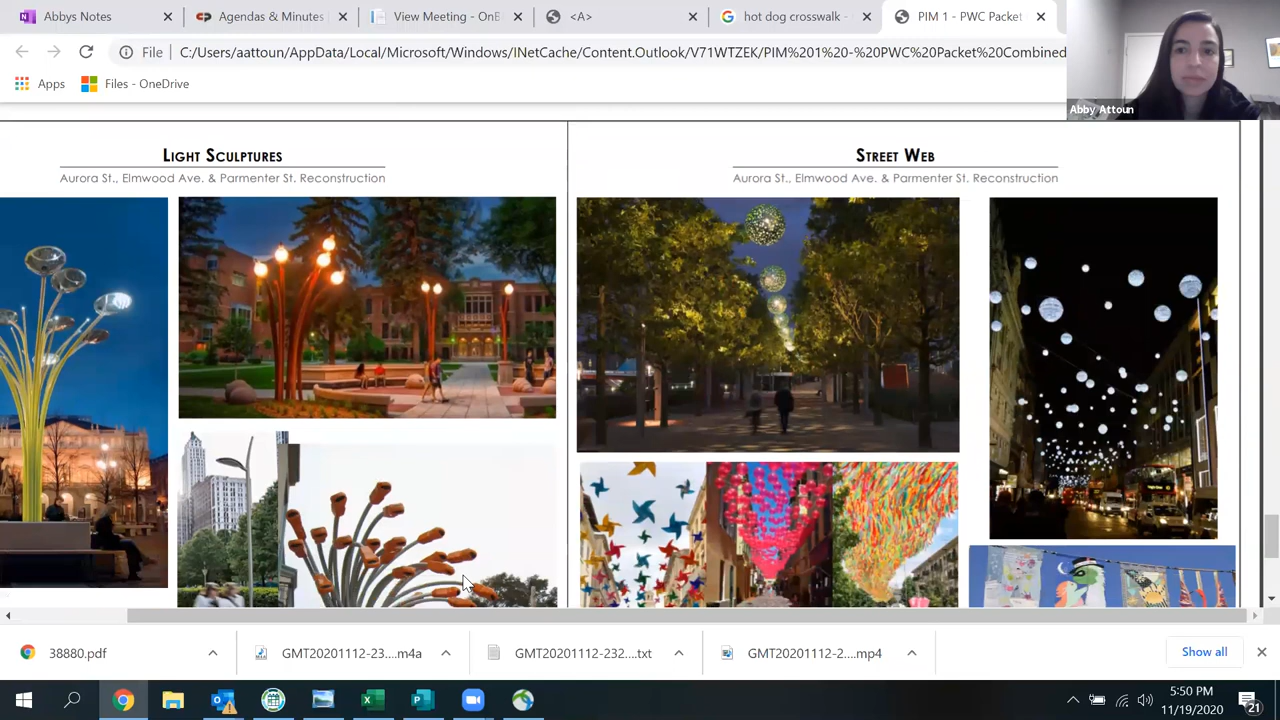 Abbys Notes
Agendas & Minutes
View Meeting - OnE
<A>
hot dog crosswalk -
PIM 1 - PWC Packet
File
C:/Users/aattoun/AppData/Local/Microsoft/Windows/INetCache/Content.Outlook/V71WTZEK/PIM%201%20-%20PWC%20Packet%20Combined
Abby Attoun
Apps
Files - OneDrive
LIGHT SCULPTURES
Aurora St., Elmwood Ave. & Parmenter St. Reconstruction
STREET WEB
Aurora St., Elmwood Ave. & Parmenter St. Reconstruction
38880.pdf
GMT20201112-23....m4a
GMT20201112-232....txt
GMT20201112-2....mp4
Show all
5:50 PM
11/19/2020
21